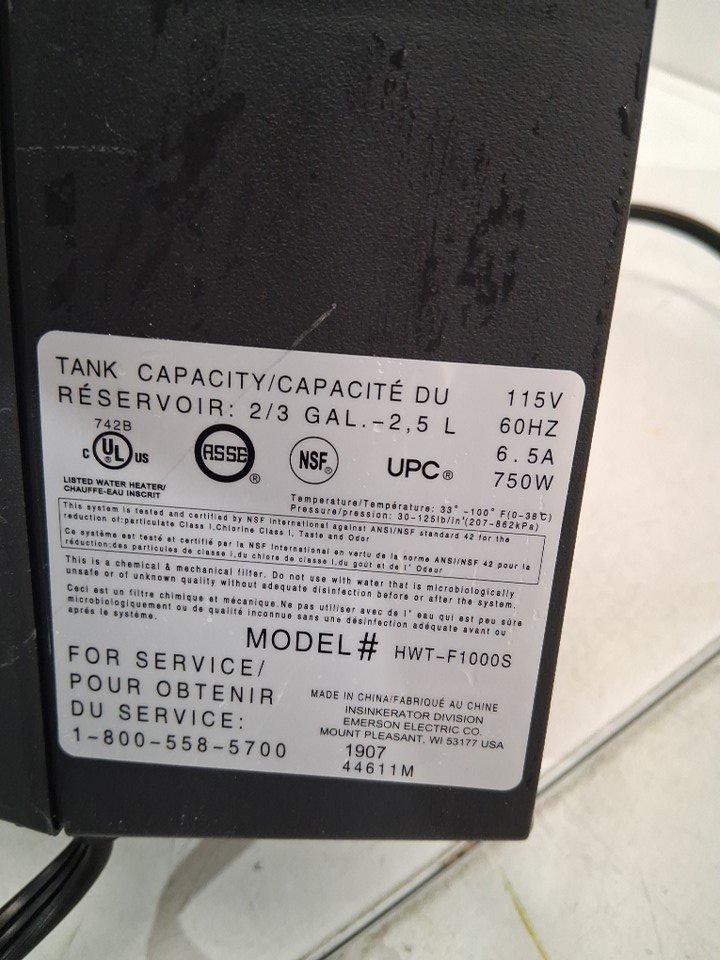 TANK CAPACITY/CAPACITÉ DU
RÉSERVOIR: 2/3 GAL.-2,5 L
115V
60HZ
6.5A
750W
742B
C UL US
LISTED WATER HEATER/
CHAUFFE-EAU INSCRIT
ASSE ®
NSF®
UPC®
Temperature/Température: 33° -100° F(0-38℃)
Pressure/pression: 30-125lb/in²(207-862kPa)
This system is tested and certified by NSF International against ANSI/NSF standard 42 for the
reduction of:particulate Class I,Chlorine Class I, Taste and Odor
Ce système est testé et certifié par la NSF International en vertu de la norme ANSI/NSF 42 pour la
réduction:des particules de classe I,du chlore de classe I,du goût et de l' Odeur
This is a chemical & mechanical filter. Do not use with water that is microbiologically
unsafe or of unknown quality without adequate disinfection before or after the system.
Ceci est un filtre chimique et mécanique.Ne pas utiliser avec de l' eau qui est peu sûre
microbiologiquement ou de qualité inconnue sans une désinfection adéquate avant ou
après le système.
MODEL# HWT-F1000S
FOR SERVICE/
POUR OBTENIR
DU SERVICE:
1-800-558-5700
MADE IN CHINA/FABRIQUÉ AU CHINE
INSINKERATOR DIVISION
EMERSON ELECTRIC CO.
MOUNT PLEASANT, WI 53177 USA
1907
44611M